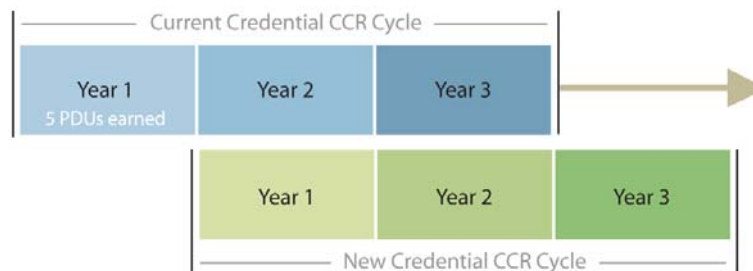 Current Credential CCR Cycle
Year 1 Year 2 Year 3
5 PDUs earned
Year 1 Year 2 Year 3
New Credential CCR Cycle